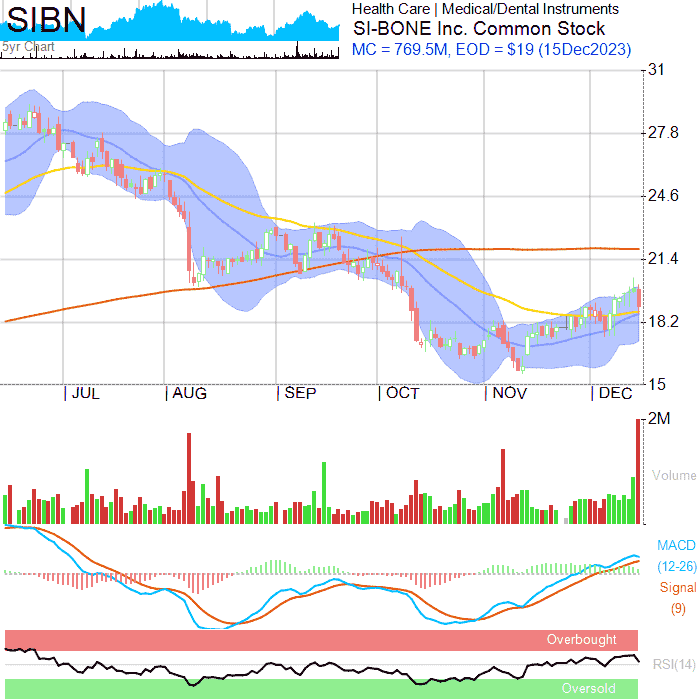 SIBN
5yr Chart
Health Care | Medical/Dental Instruments
SI-BONE Inc. Common Stock
MC = 769.5M, EOD = $19 (15Dec2023)
31
27.8
24.6
21.4
18.2
15
JUL AUG SEP OCT NOV DEC
2M
Volume
MACD
(12-26)
Signal
(9)
Overbought
RSI(14)
Oversold